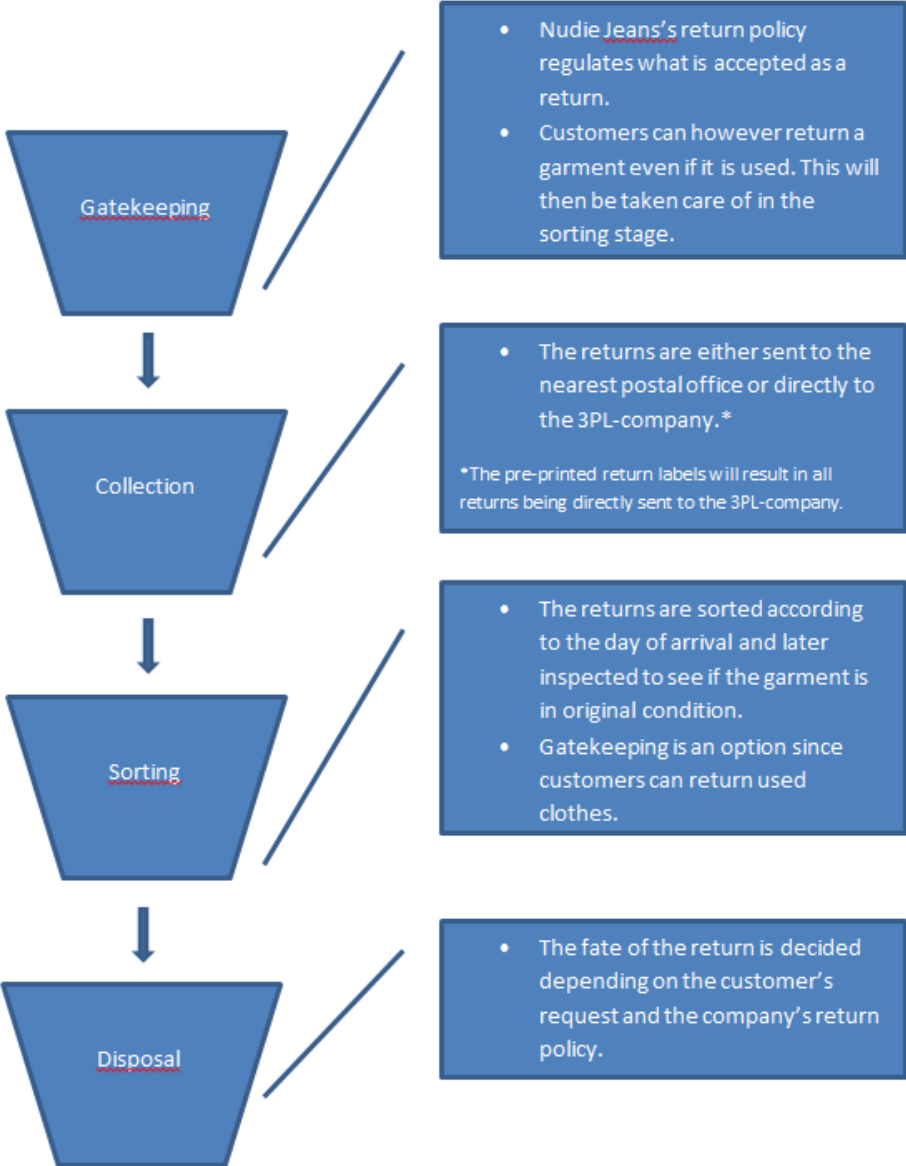 Gatekeeping
• Nudie Jeans's return policy
regulates what is accepted as a
return.
• Customers can however return a
garment even if it is used. This will
then be taken care of in the
sorting stage.
Collection
• The returns are either sent to the
nearest postal office or directly to
the 3PL-company.*
*The pre-printed return labels will result in all
returns being directly sent to the 3PL-company.
Sorting
• The returns are sorted according
to the day of arrival and later
inspected to see if the garment is
in original condition.
• Gatekeeping is an option since
customers can return used
clothes.
Disposal
• The fate of the return is decided
depending on the customer's
request and the company's return
policy.